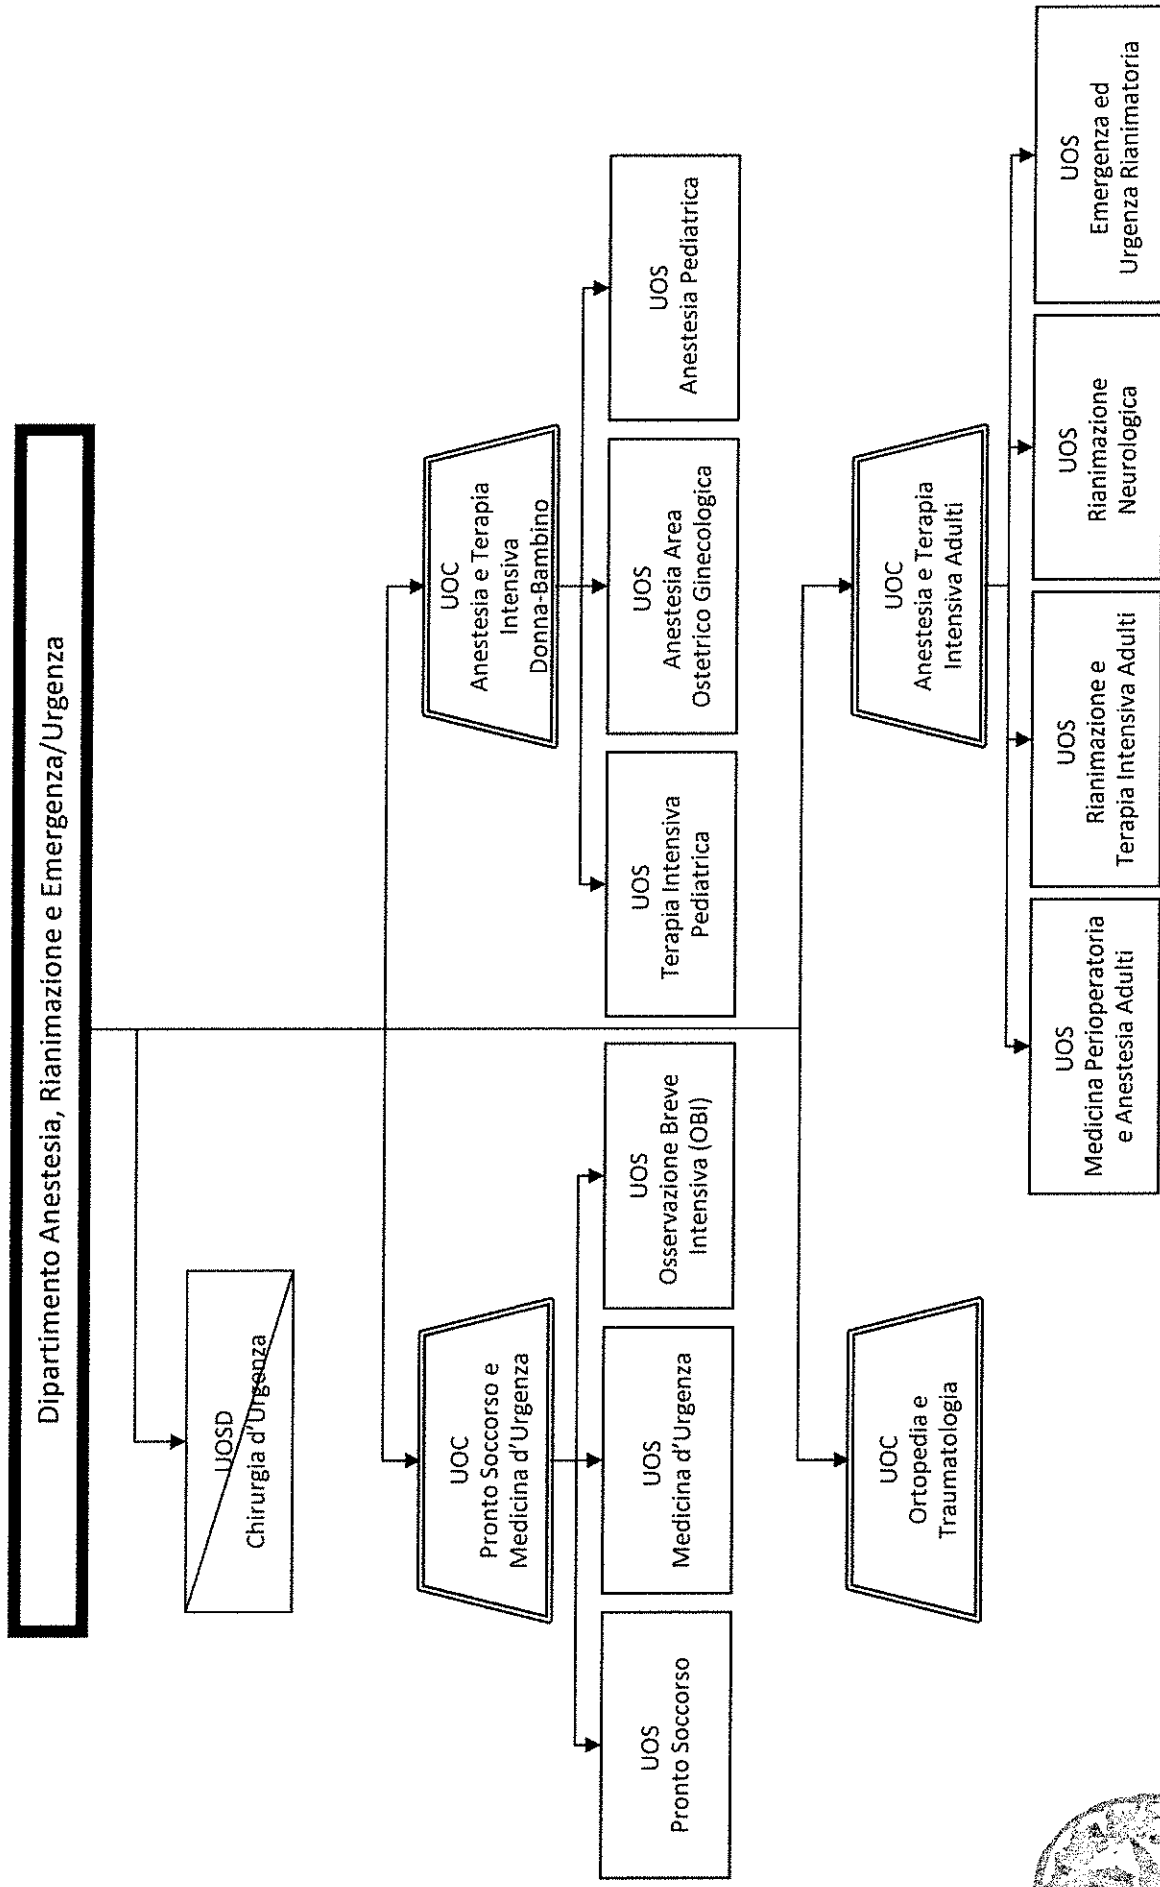 Dipartimento Anestesia, Rianimazione e Emergenza/Urgenza
UOSD
Chirurgia d'Urgenza
UOC
Pronto Soccorso e
Medicina d'Urgenza
UOC
Anestesia e Terapia
Intensiva
Donna-Bambino
UOS
Pronto Soccorso
UOS
Medicina d'Urgenza
UOS
Osservazione Breve
Intensiva (OBI)
UOS
Terapia Intensiva
Pediatrica
UOS
Anestesia Area
Ostetrico Ginecologica
UOS
Anestesia Pediatrica
UOC
Ortopedia e
Traumatologia
UOC
Anestesia e Terapia
Intensiva Adulti
UOS
Medicina Perioperatoria
e Anestesia Adulti
UOS
Rianimazione e
Terapia Intensiva Adulti
UOS
Rianimazione
Neurologica
UOS
Emergenza ed
Urgenza Rianimatoria